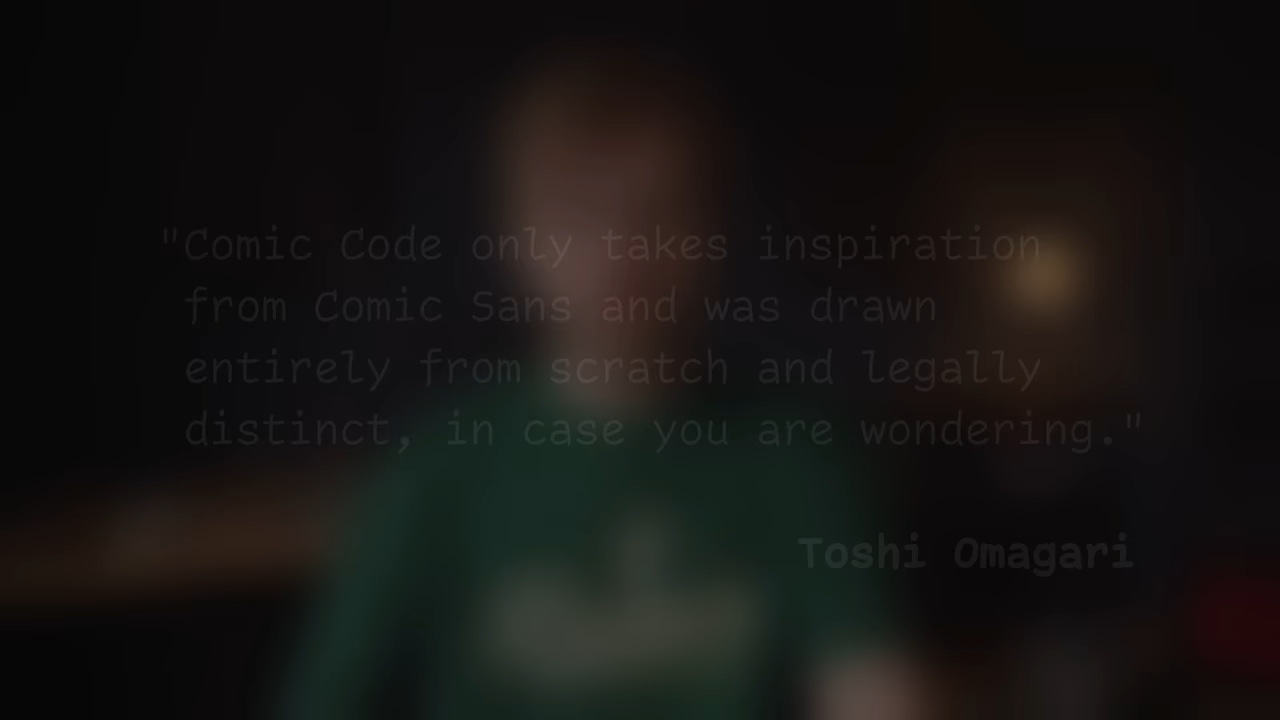 "Comic Code only takes inspiration
from Comic Sans and was drawn
entirely from scratch and legally
distinct, in case you are wondering."
Toshi Omagari